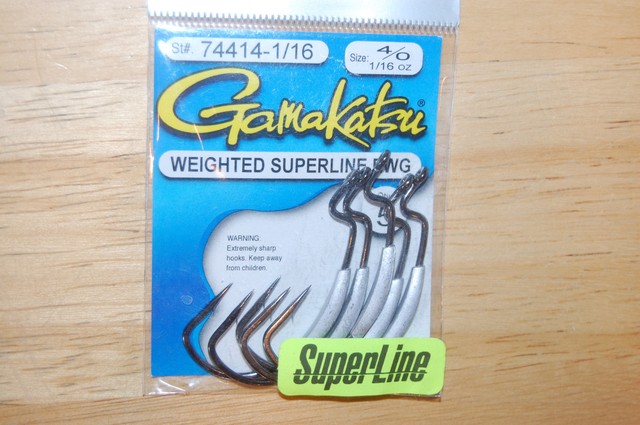 St#: 74414-1/16
Size: 4/0
1/16 oz
Gamakatsu®
WEIGHTED SUPERLINE EWG
WARNING:
Extremely sharp
hooks. Keep away
from children.
5
SuperLine